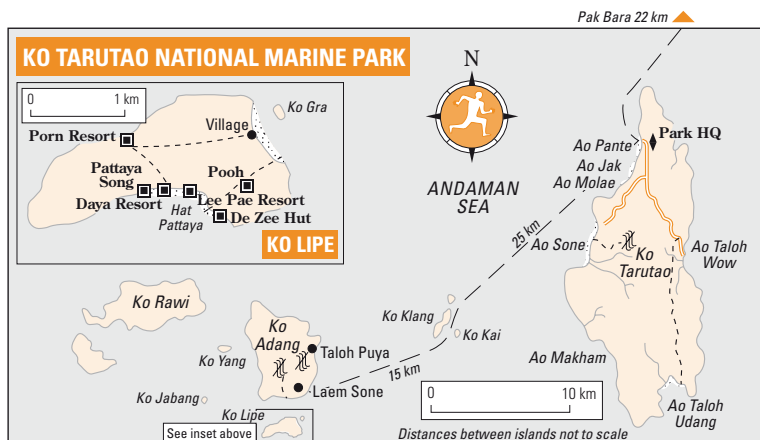 Pak Bara 22 km
KO TARUTAO NATIONAL MARINE PARK
0 1 km
Ko Gra
Village
Porn Resort
Pattaya
Song
Pooh
Daya Resort
Lee Pae Resort
Hat
Pattaya
De Zee Hut
KO LIPE
N
ANDAMAN
SEA
Park HQ
Ao Pante
Ao Jak
Ao Molae
25 km
Ao Sone
Ko
Tarutao
Ao Taloh
Wow
Ko Rawi
Ko
Adang
Ko Klang
Ko Kai
Ko Yang
Taloh Puya
15 km
Ao Makham
Laem Sone
Ko Jabang
0 10 km
Ko Lipe
Ao Taloh
Udang
See inset above
Distances between islands not to scale